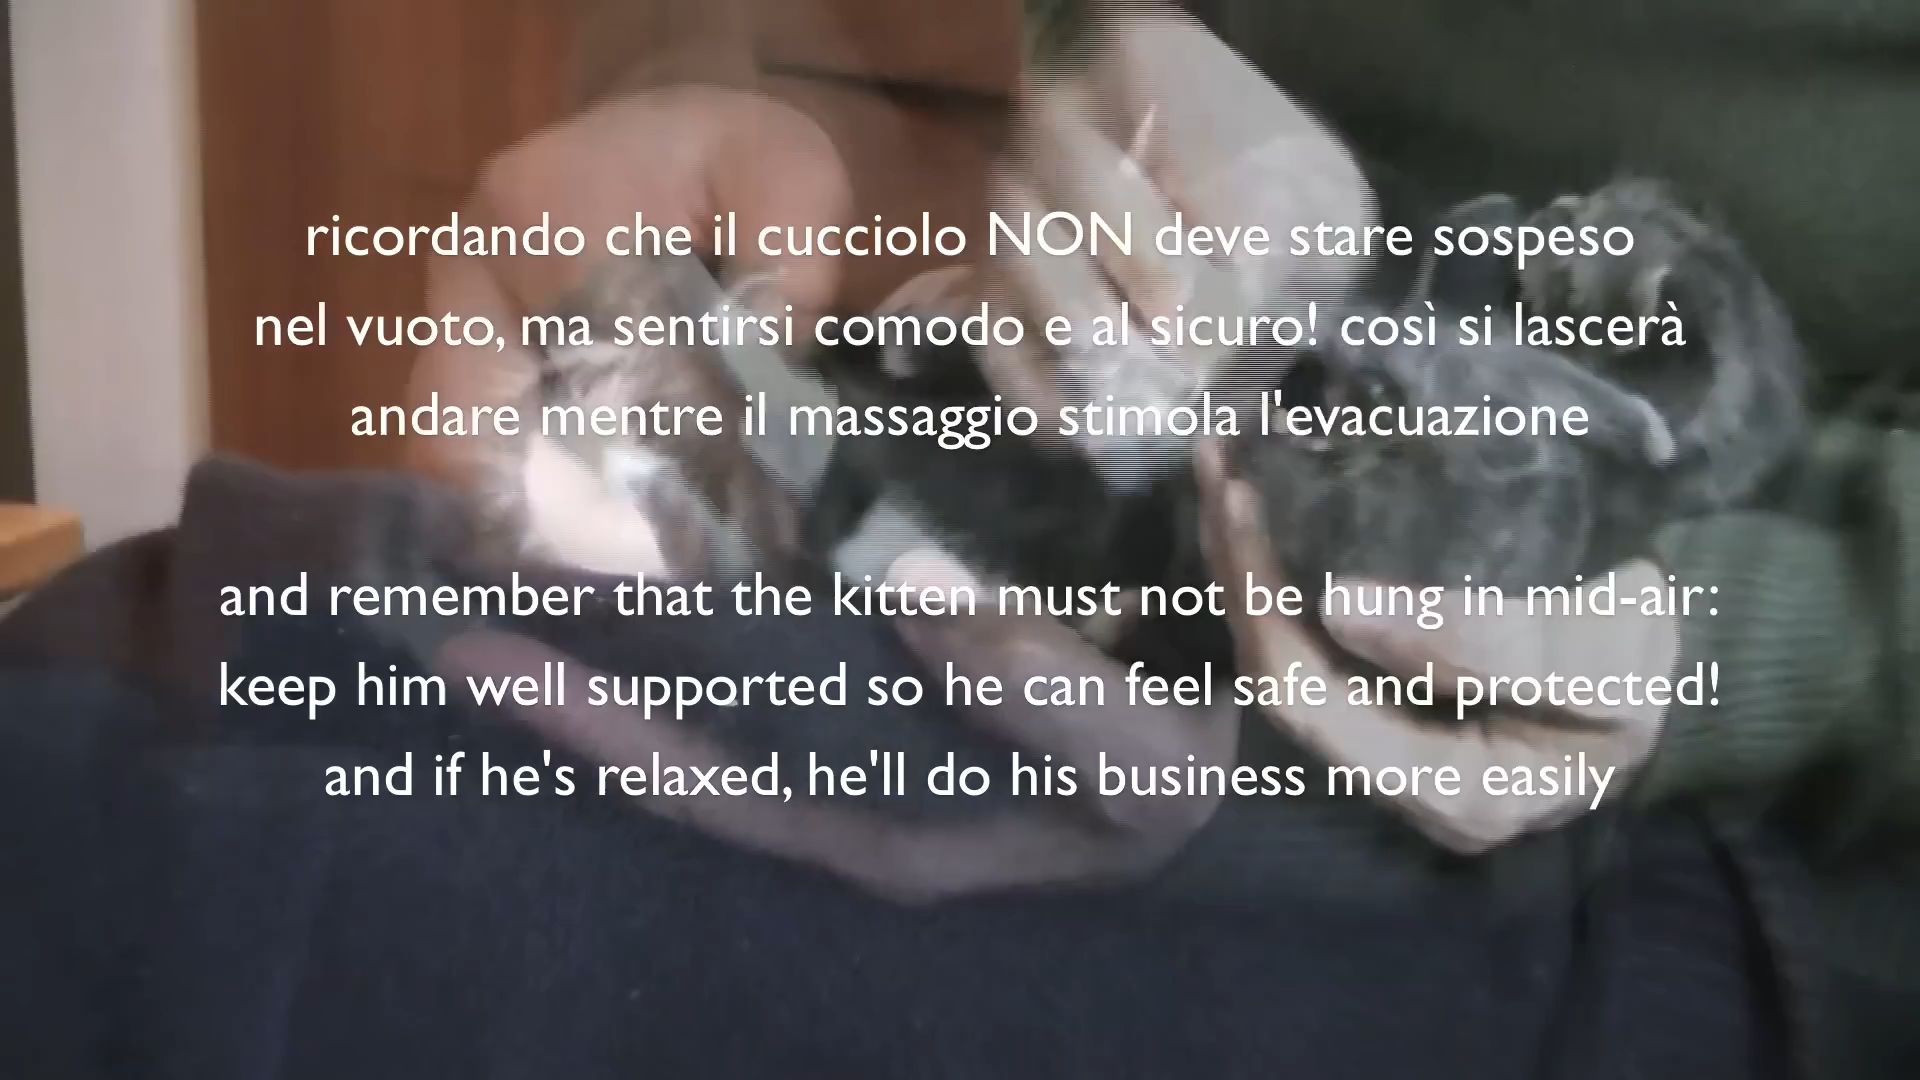 ricordando che il cucciolo NON deve stare sospeso
nel vuoto, ma sentirsi comodo e al sicuro! così si lascerà
andare mentre il massaggio stimola l'evacuazione
and remember that the kitten must not be hung in mid-air:
keep him well supported so he can feel safe and protected!
and if he's relaxed, he'll do his business more easily